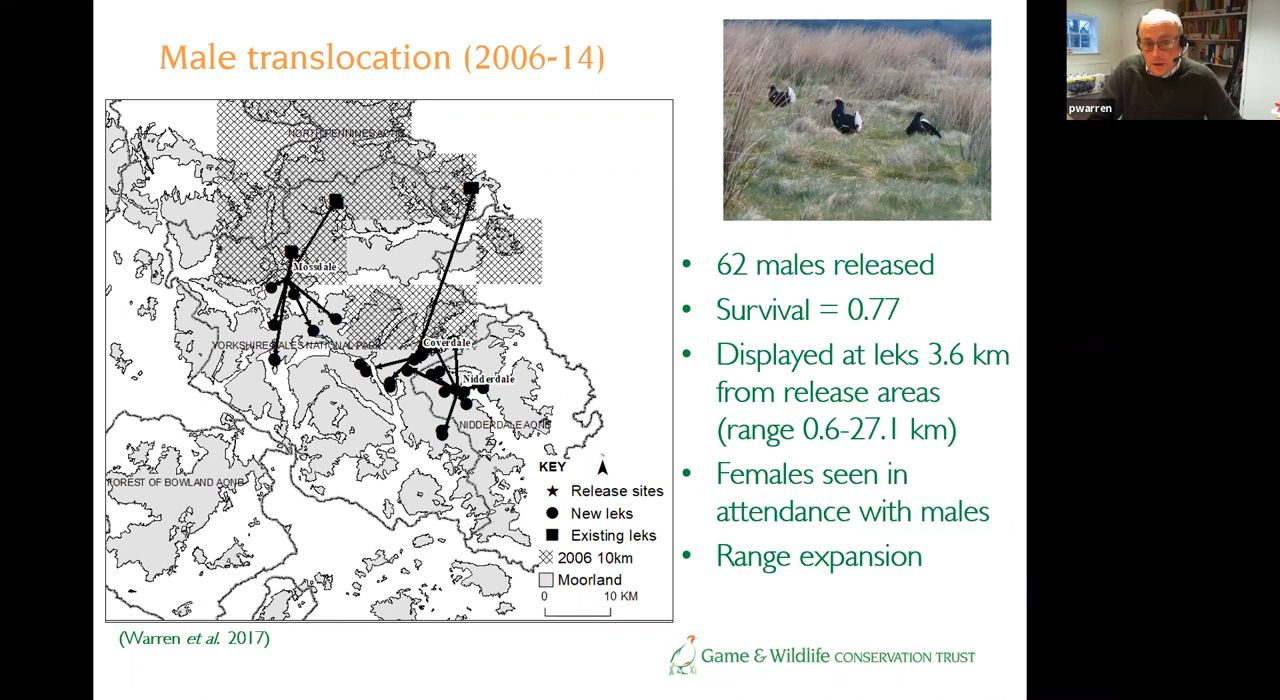 Male translocation (2006-14)
pwarren
NORTH PENNINES AONB
Mossdale
YORKSHIRE DALES NATIONAL PARK
Coverdale
Nidderdale
NIDDERDALE AONB
FOREST OF BOWLAND AONB
KEY
N
Release sites
New leks
Existing leks
2006 10km
Moorland
0 10 KM
(Warren et al. 2017)
• 62 males released
• Survival = 0.77
• Displayed at leks 3.6 km
from release areas
(range 0.6-27.1 km)
• Females seen in
attendance with males
• Range expansion
Game & Wildlife CONSERVATION TRUST